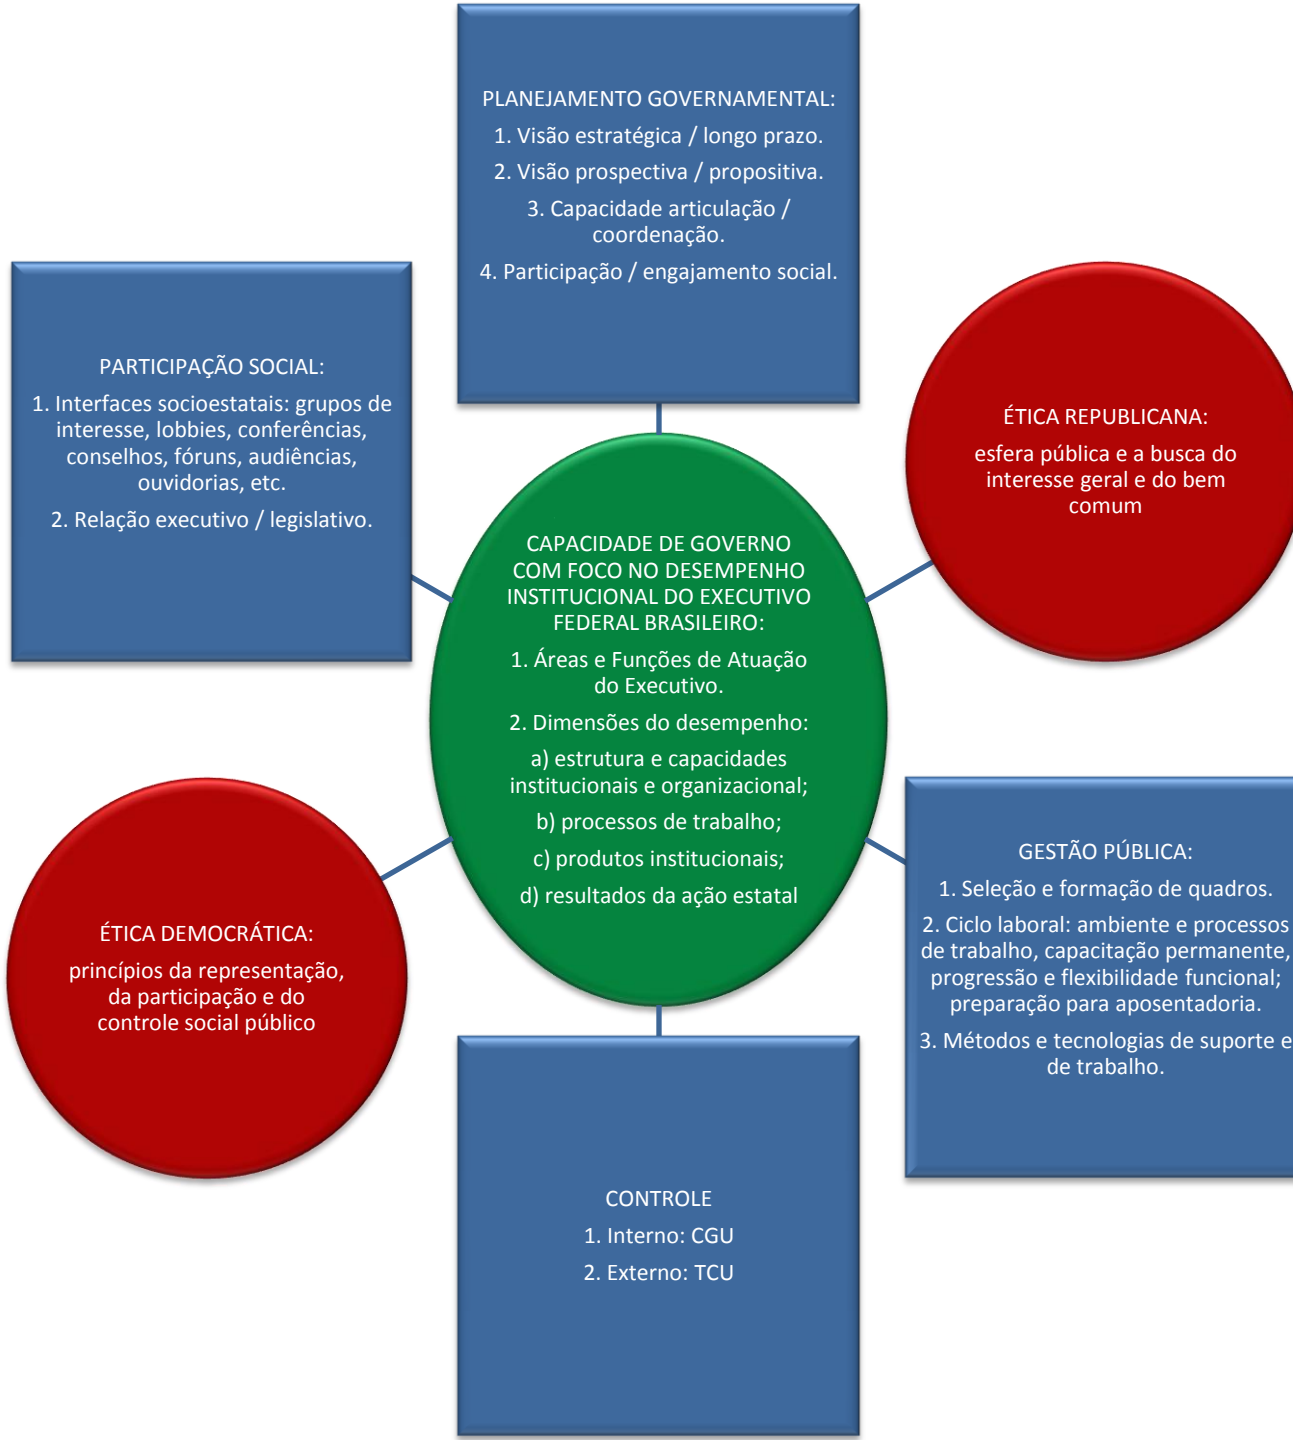 PLANEJAMENTO GOVERNAMENTAL:
1. Visão estratégica / longo prazo.
2. Visão prospectiva / propositiva.
3. Capacidade articulação /
coordenação.
4. Participação / engajamento social.
PARTICIPAÇÃO SOCIAL:
1. Interfaces socioestatais: grupos de
interesse, lobbies, conferências,
conselhos, fóruns, audiências,
ouvidorias, etc.
2. Relação executivo / legislativo.
ÉTICA REPUBLICANA:
esfera pública e a busca do
interesse geral e do bem
comum
CAPACIDADE DE GOVERNO
COM FOCO NO DESEMPENHO
INSTITUCIONAL DO EXECUTIVO
FEDERAL BRASILEIRO:
1. Áreas e Funções de Atuação
do Executivo.
2. Dimensões do desempenho:
a) estrutura e capacidades
institucionais e organizacional;
b) processos de trabalho;
c) produtos institucionais;
d) resultados da ação estatal
ÉTICA DEMOCRÁTICA:
princípios da representação,
da participação e do
controle social público
GESTÃO PÚBLICA:
1. Seleção e formação de quadros.
2. Ciclo laboral: ambiente e processos
de trabalho, capacitação permanente,
progressão e flexibilidade funcional;
preparação para aposentadoria.
3. Métodos e tecnologias de suporte e
de trabalho.
CONTROLE
1. Interno: CGU
2. Externo: TCU